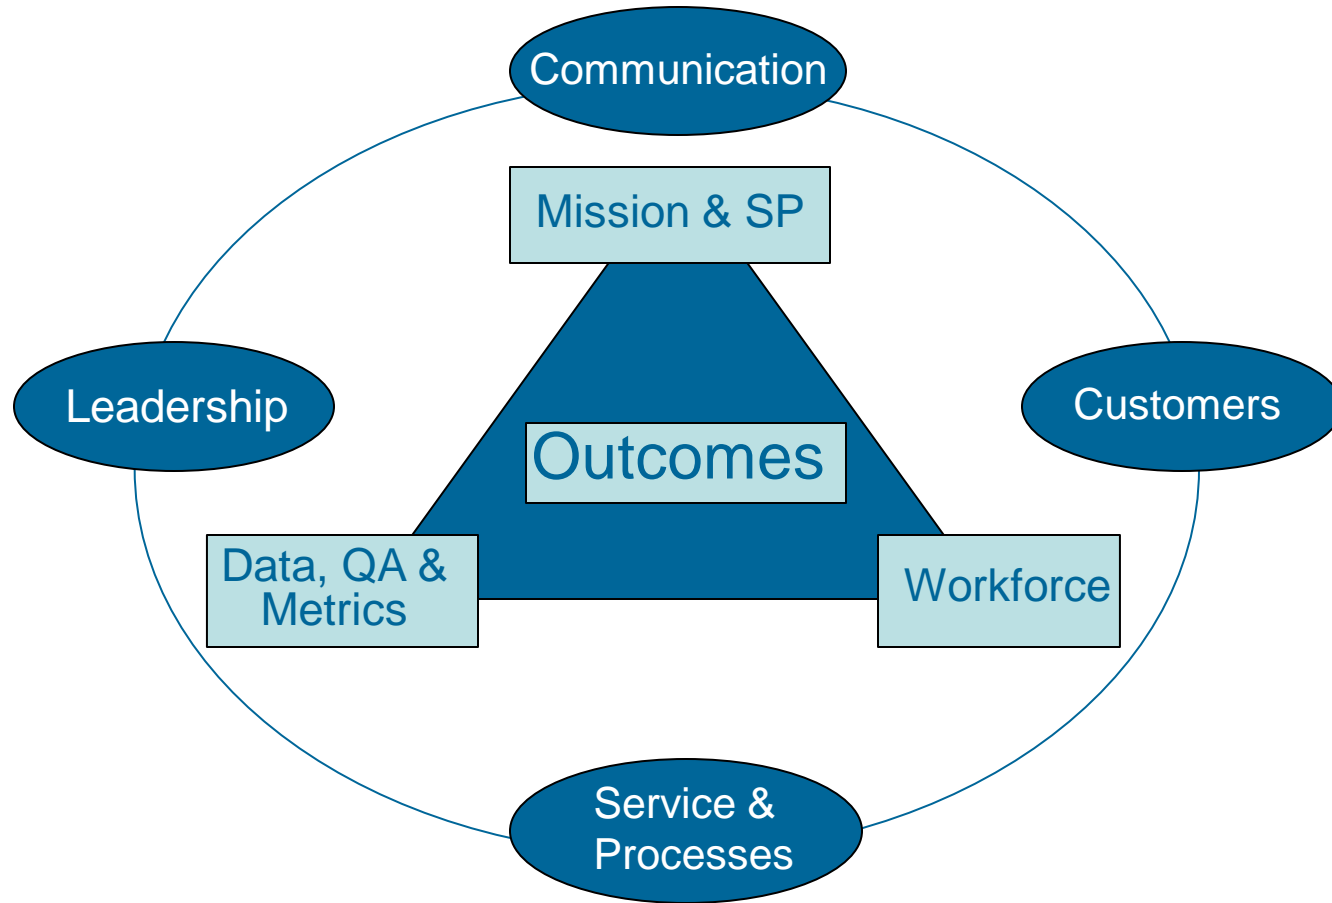 Communication
Mission & SP
Leadership
Customers
Outcomes
Data, QA &
Metrics
Workforce
Service &
Processes